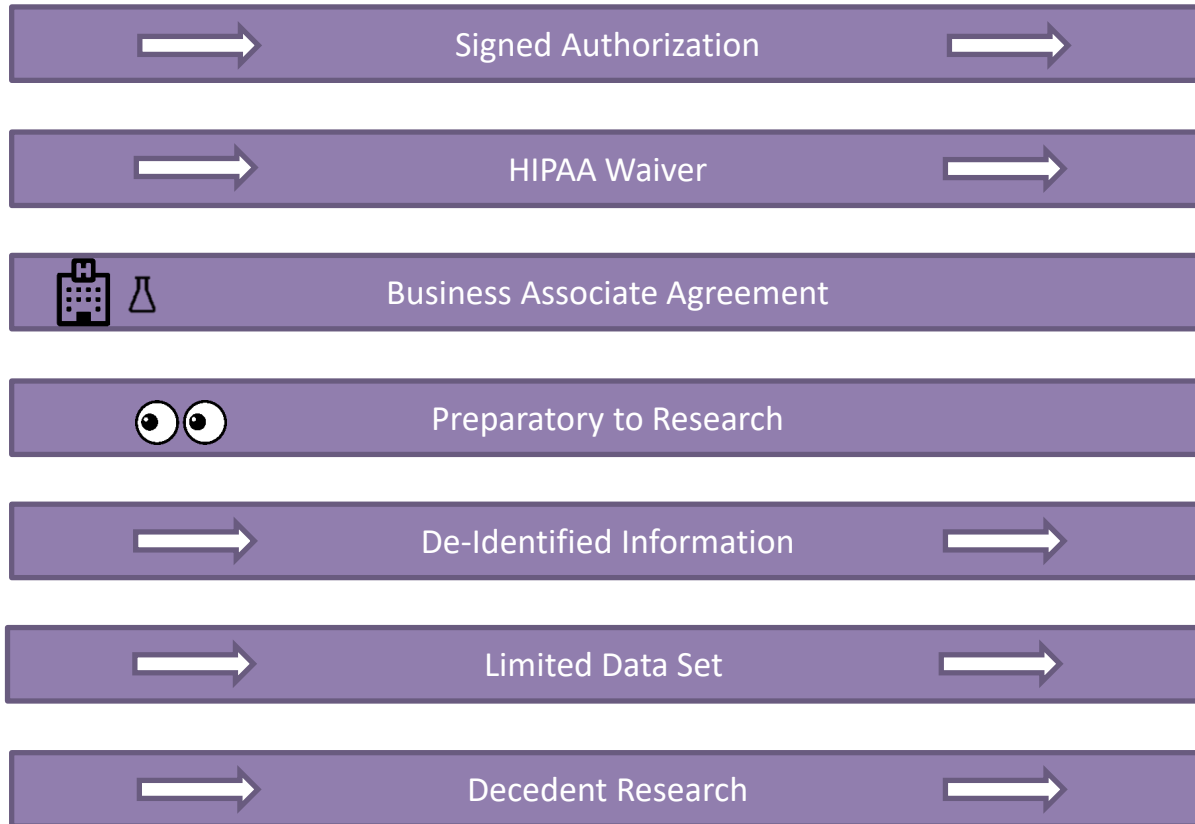 Signed Authorization
HIPAA Waiver
H
Business Associate Agreement
Preparatory to Research
De-Identified Information
Limited Data Set
Decedent Research